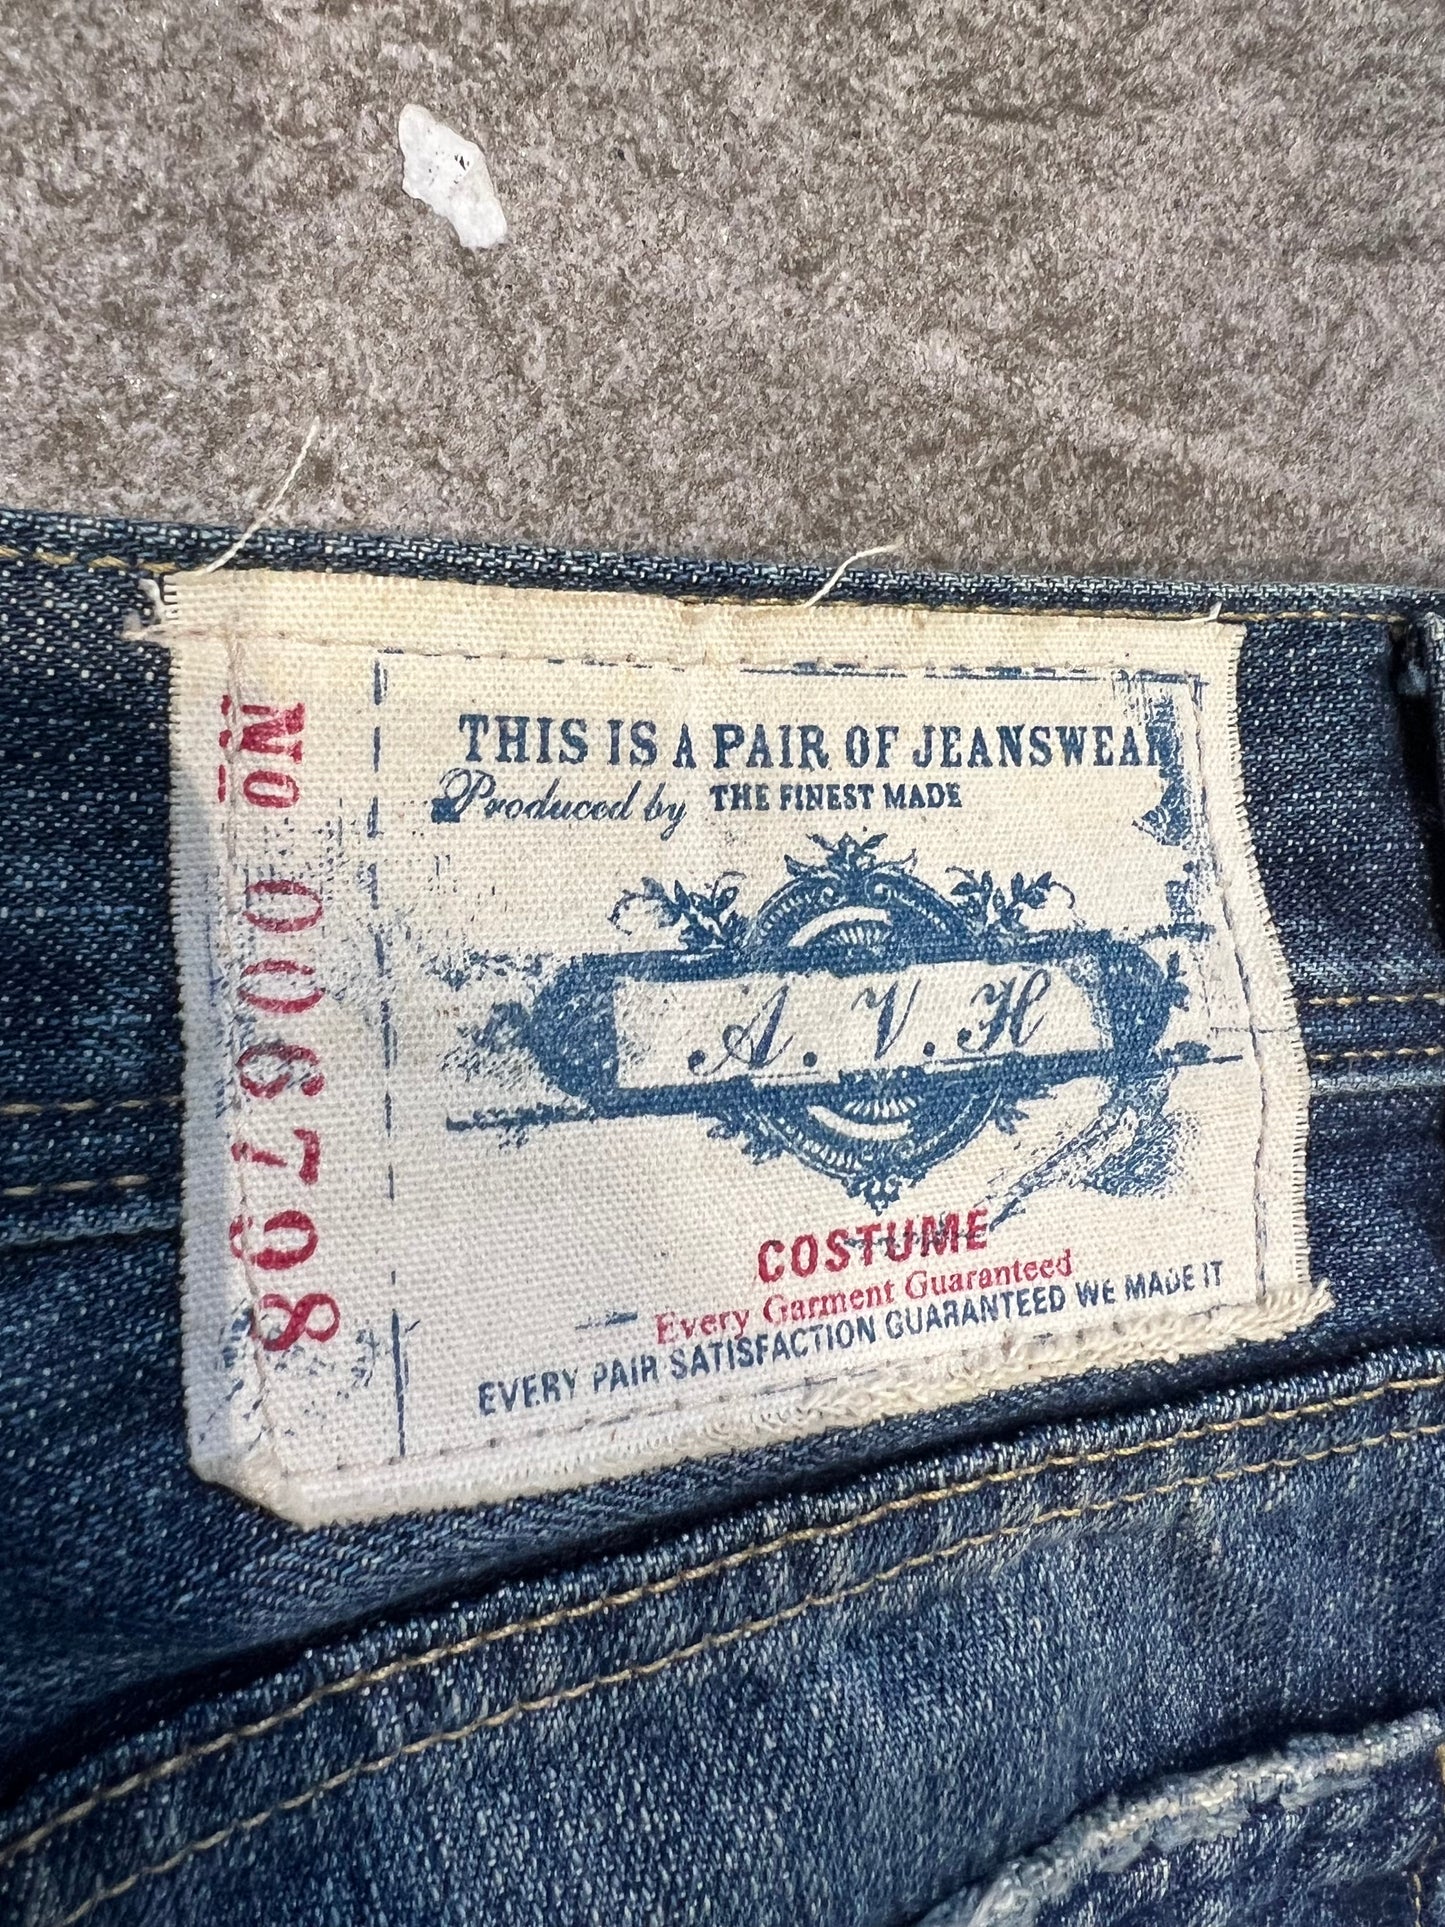 THIS IS A PAIR OF JEANSWEAR
Produced by THE FINEST MADE
A.V.H
COSTUME
Every Garment Guaranteed
EVERY PAIR SATISFACTION GUARANTEED WE MADE IT
No 006798